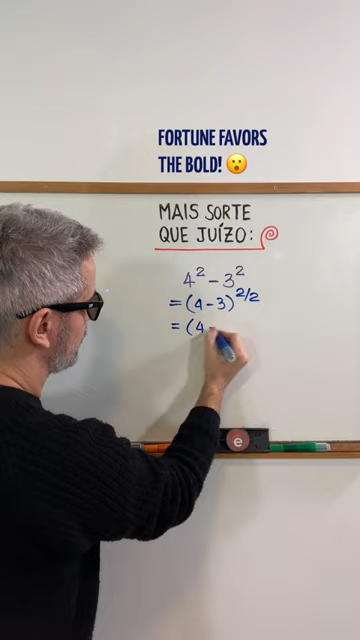 FORTUNE FAVORS
THE BOLD! 😮
MAIS SORTE
QUE JUÍZO:
4² − 3²
= (4 − 3)^2/2
= (4 -
e